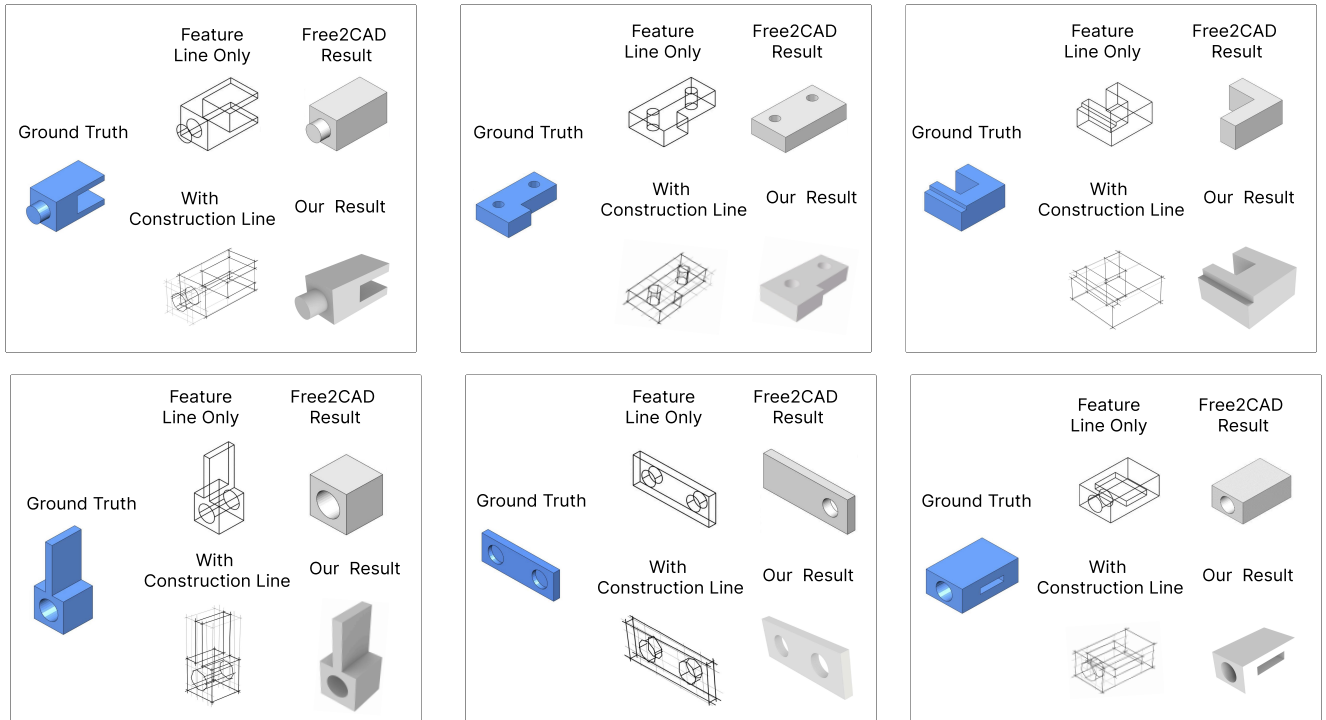 Feature
Line Only
Free2CAD
Result
Ground Truth
With
Construction Line
Our Result
Feature
Line Only
Free2CAD
Result
Ground Truth
With
Construction Line
Our Result
Feature
Line Only
Free2CAD
Result
Ground Truth
With
Construction Line
Our Result
Feature
Line Only
Free2CAD
Result
Ground Truth
With
Construction Line
Our Result
Feature
Line Only
Free2CAD
Result
Ground Truth
With
Construction Line
Our Result
Feature
Line Only
Free2CAD
Result
Ground Truth
With
Construction Line
Our Result